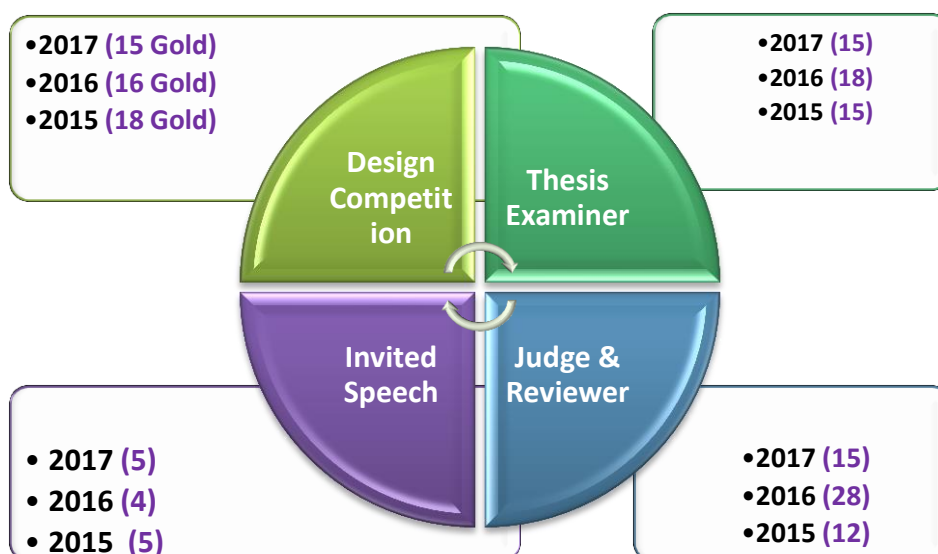 •2017 (15 Gold)
•2016 (16 Gold)
•2015 (18 Gold)
•2017 (15)
•2016 (18)
•2015 (15)
Design
Competit
ion
Thesis
Examiner
Invited
Speech
Judge &
Reviewer
• 2017 (5)
• 2016 (4)
• 2015 (5)
•2017 (15)
•2016 (28)
•2015 (12)